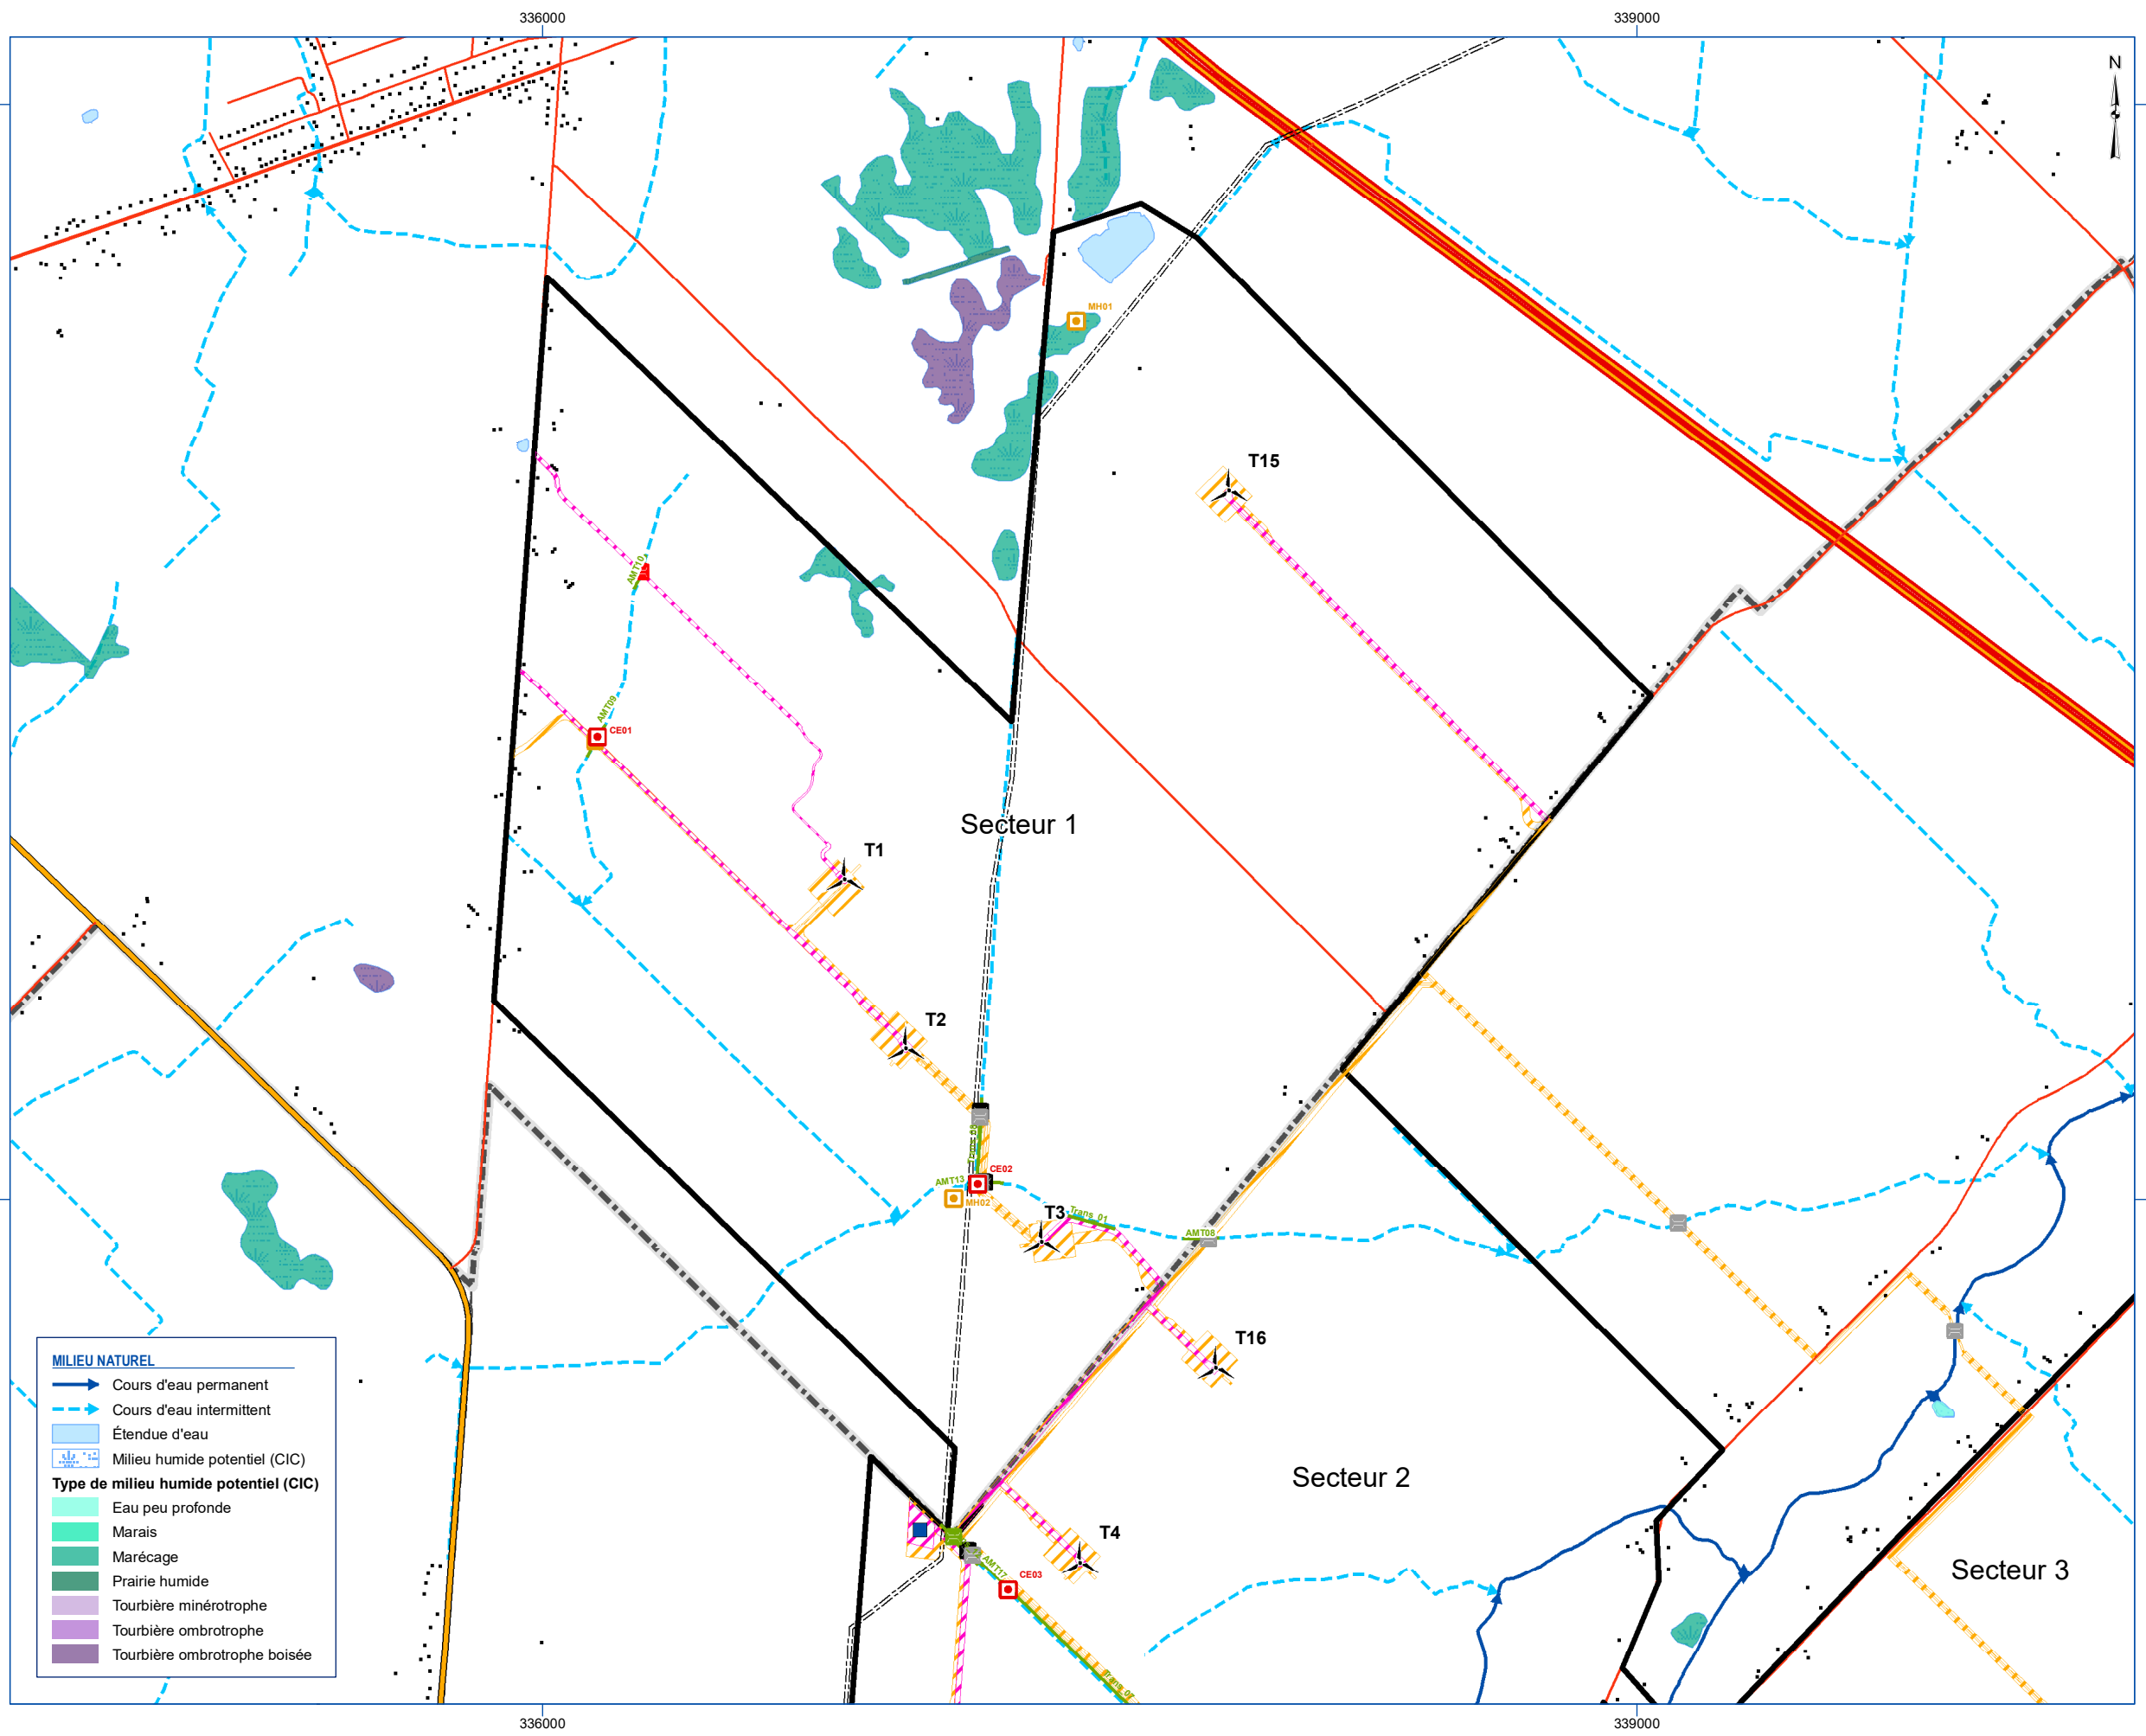 336000
339000
N
MH01
T15
AMT10
AMT09
CE01
Secteur 1
T1
T2
CE02
AMT13
MH02
T3
Trans_01
AMT08
T16
Secteur 2
T4
AMT17
CE03
Secteur 3
Trans_07
MILIEU NATUREL
Cours d'eau permanent
Cours d'eau intermittent
Étendue d'eau
Milieu humide potentiel (CIC)
Type de milieu humide potentiel (CIC)
Eau peu profonde
Marais
Marécage
Prairie humide
Tourbière minérotrophe
Tourbière ombrotrophe
Tourbière ombrotrophe boisée
336000
339000